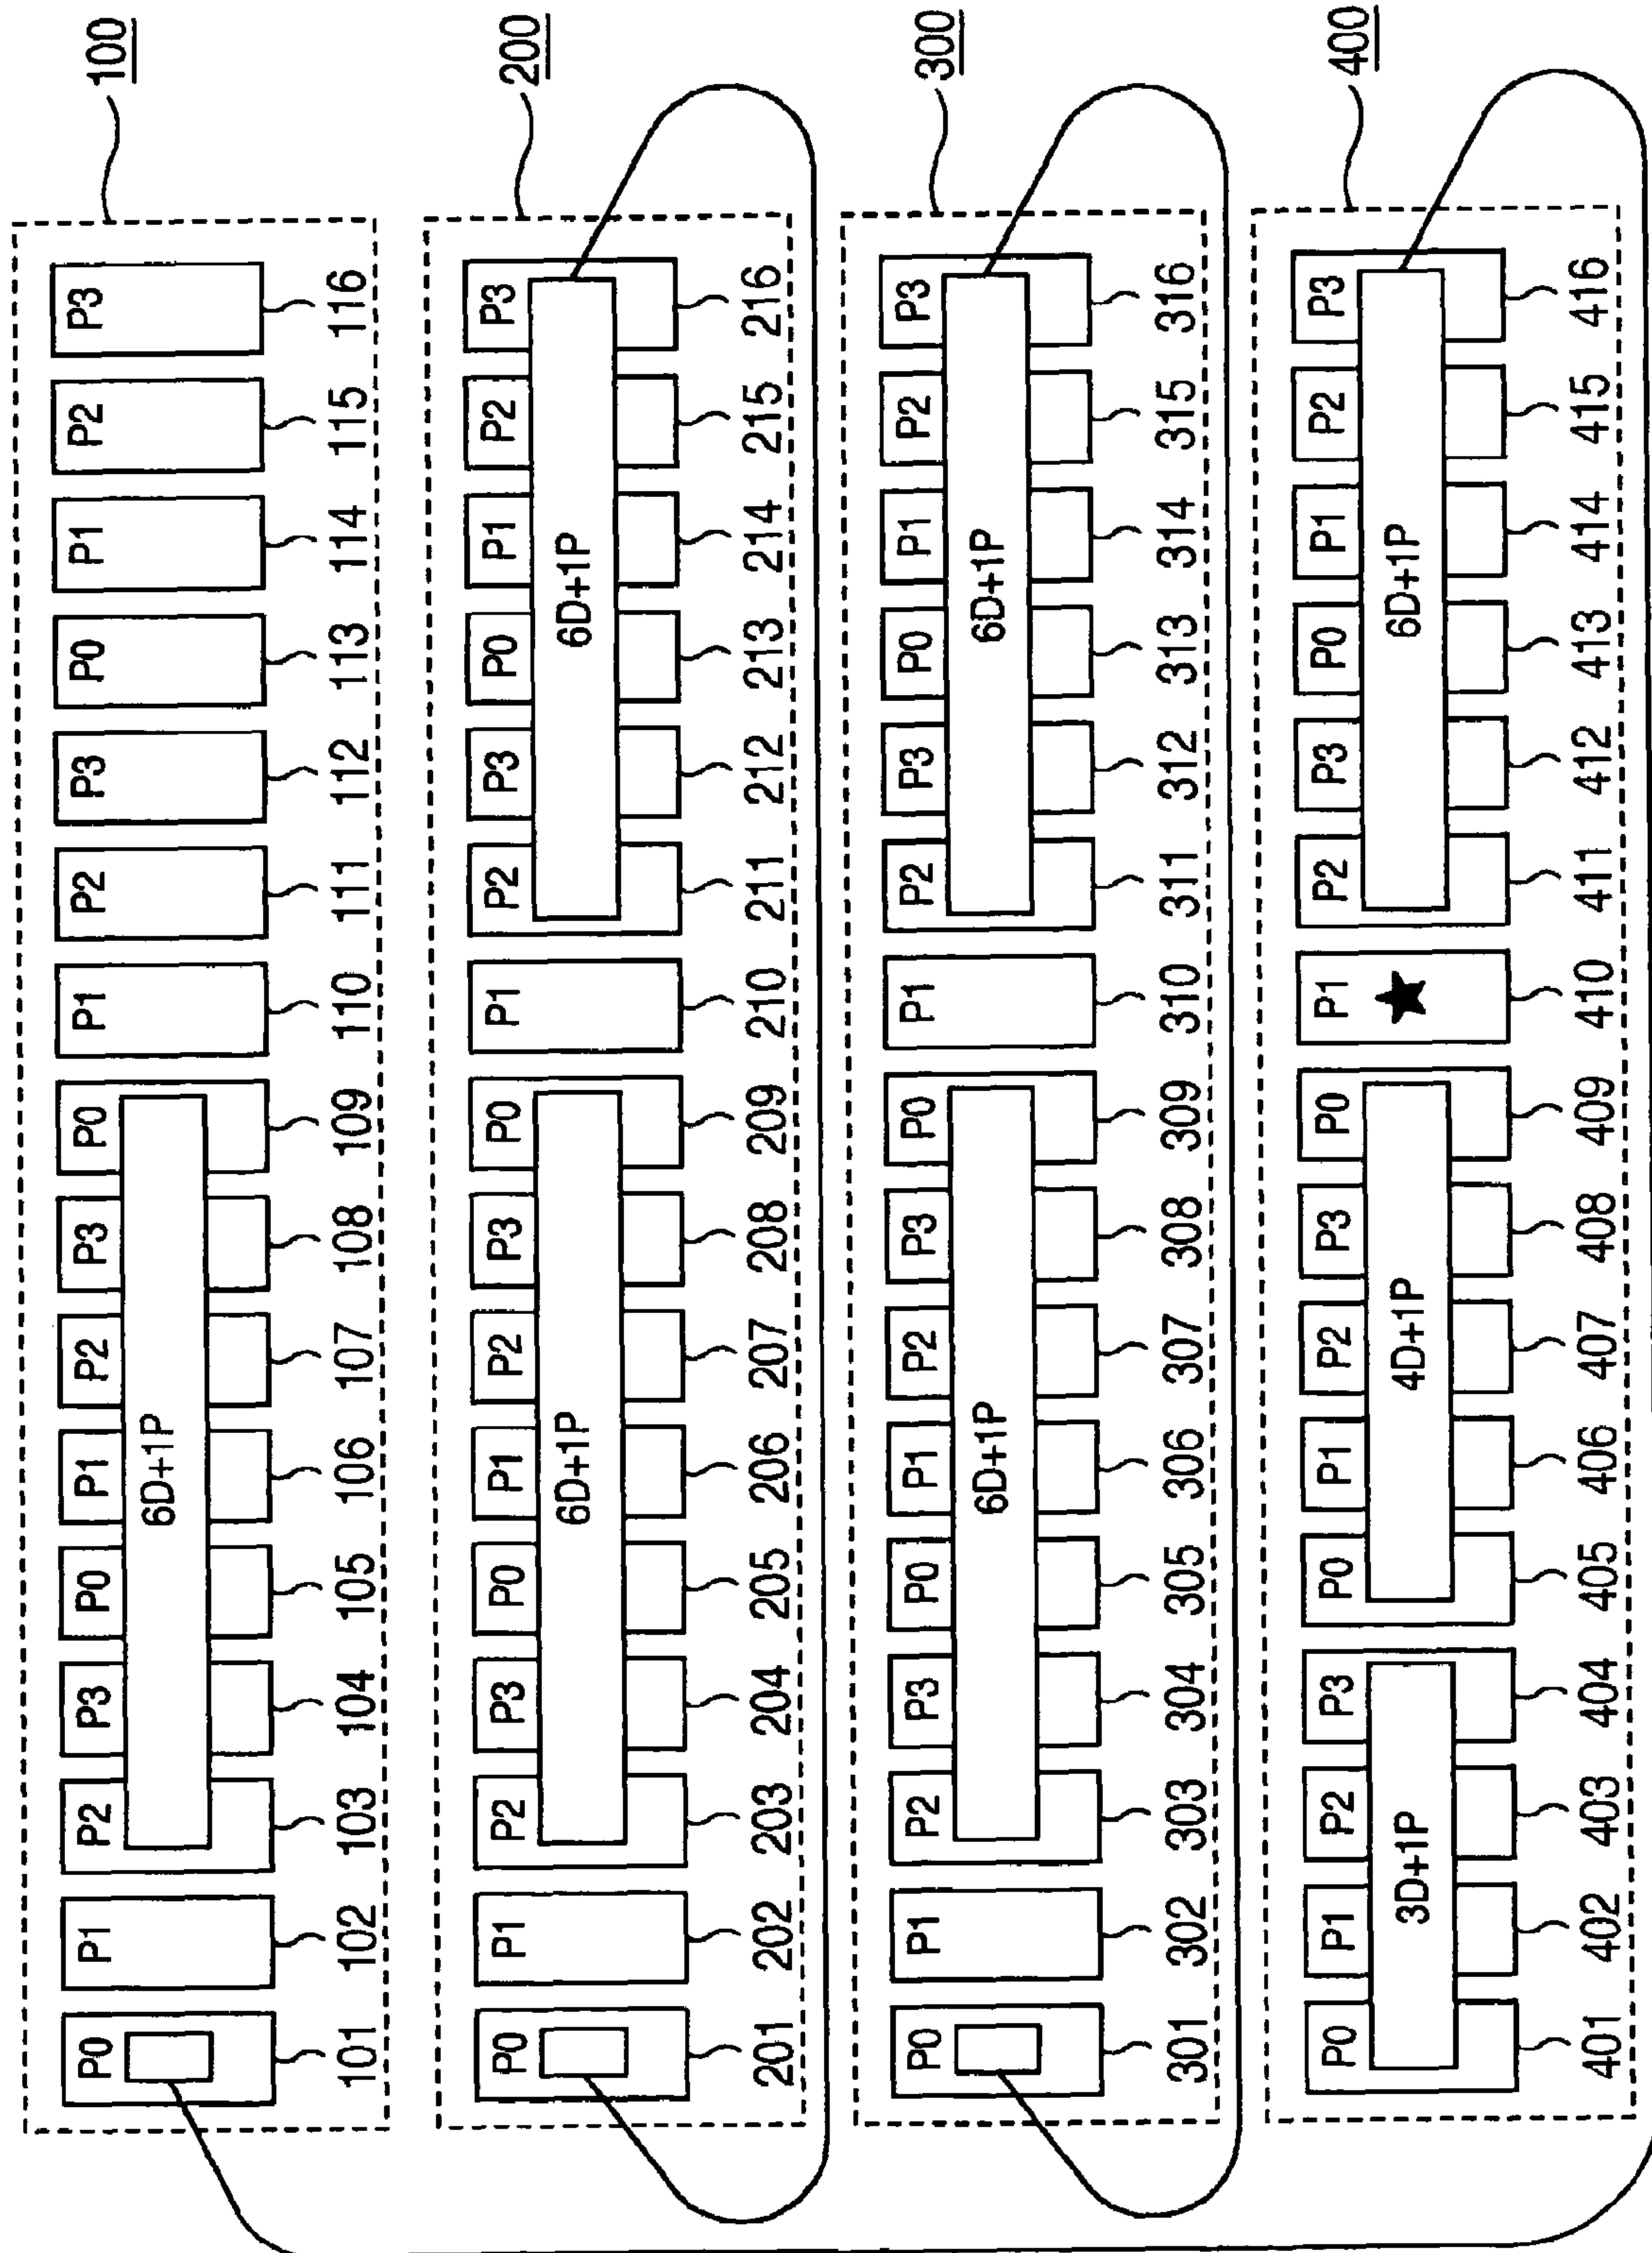 100
P0 P1 P2 P3 P0 P1 P2 P3 P0 P1 P2 P3 P0 P1 P2 P3
6D+1P
101 102 103 104 105 106 107 108 109 110 111 112 113 114 115 116
200
P0 P1 P2 P3 P0 P1 P2 P3 P0 P1 P2 P3 P0 P1 P2 P3
6D+1P 6D+1P
201 202 203 204 205 206 207 208 209 210 211 212 213 214 215 216
300
P0 P1 P2 P3 P0 P1 P2 P3 P0 P1 P2 P3 P0 P1 P2 P3
6D+1P 6D+1P
301 302 303 304 305 306 307 308 309 310 311 312 313 314 315 316
400
P0 P1 P2 P3 P0 P1 P2 P3 P0 P1 P2 P3 P0 P1 P2 P3
3D+1P 4D+1P 6D+1P
401 402 403 404 405 406 407 408 409 410 411 412 413 414 415 416